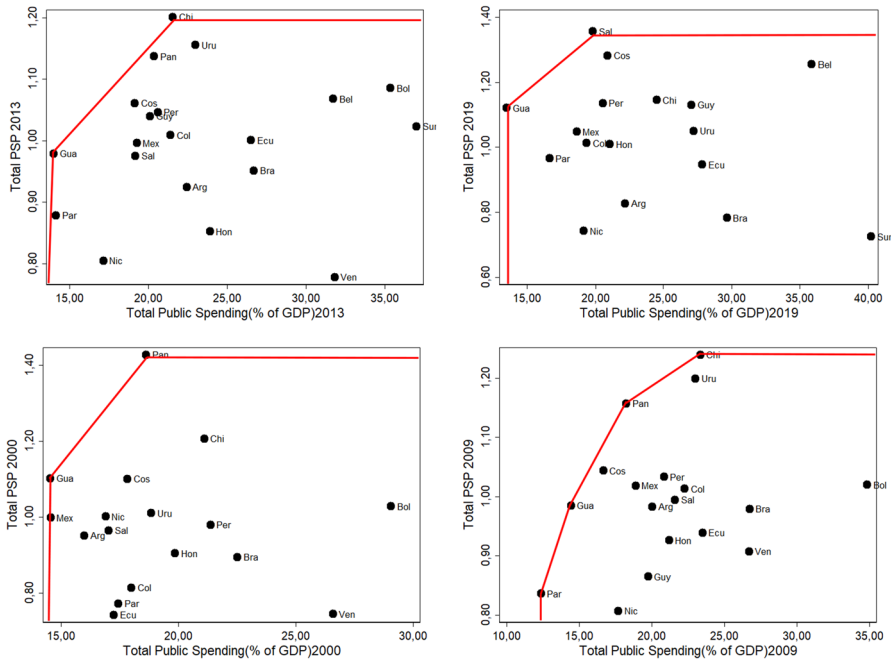 1,20
1,10
1,00
0,90
0,80
Total PSP 2013
Chi
Uru
Pan
Bol
Bel
Cos
Per
Guy
Sur
Col
Mex
Ecu
Gua
Sal
Bra
Arg
Par
Hon
Nic
Ven
15,00 20,00 25,00 30,00 35,00
Total Public Spending(% of GDP)2013
1,40
1,20
1,00
0,80
0,60
Total PSP 2019
Sal
Cos
Bel
Gua
Per
Chi
Guy
Mex
Uru
Col
Hon
Par
Ecu
Arg
Bra
Nic
Sur
15,00 20,00 25,00 30,00 35,00 40,00
Total Public Spending(% of GDP)2019
1,40
1,20
1,00
0,80
Total PSP 2000
Pan
Chi
Gua
Cos
Bol
Uru
Mex
Nic
Per
Sal
Arg
Hon
Bra
Col
Par
Ecu
Ven
15,00 20,00 25,00 30,00
Total Public Spending(% of GDP)2000
1,20
1,10
1,00
0,90
0,80
Total PSP 2009
Chi
Uru
Pan
Cos
Per
Mex
Bol
Col
Sal
Gua
Arg
Bra
Ecu
Hon
Ven
Guy
Par
Nic
10,00 15,00 20,00 25,00 30,00 35,00
Total Public Spending(% of GDP)2009